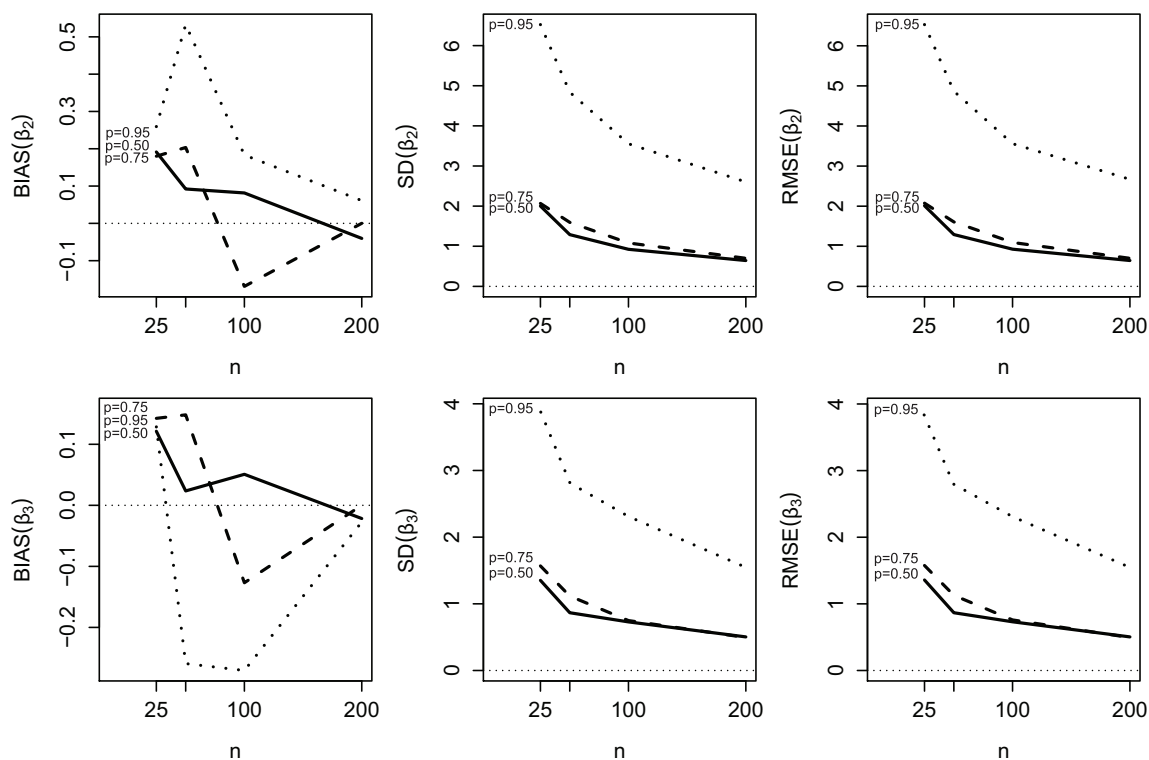 BIAS(β2)
0.5
0.3
0.1
−0.1
p=0.95
p=0.50
p=0.75
25
100
200
n
SD(β2)
6
5
4
3
2
1
0
p=0.95
p=0.75
p=0.50
25
100
200
n
RMSE(β2)
6
5
4
3
2
1
0
p=0.95
p=0.75
p=0.50
25
100
200
n
BIAS(β3)
0.1
0.0
−0.1
−0.2
p=0.75
p=0.95
p=0.50
25
100
200
n
SD(β3)
4
3
2
1
0
p=0.95
p=0.75
p=0.50
25
100
200
n
RMSE(β3)
4
3
2
1
0
p=0.95
p=0.75
p=0.50
25
100
200
n